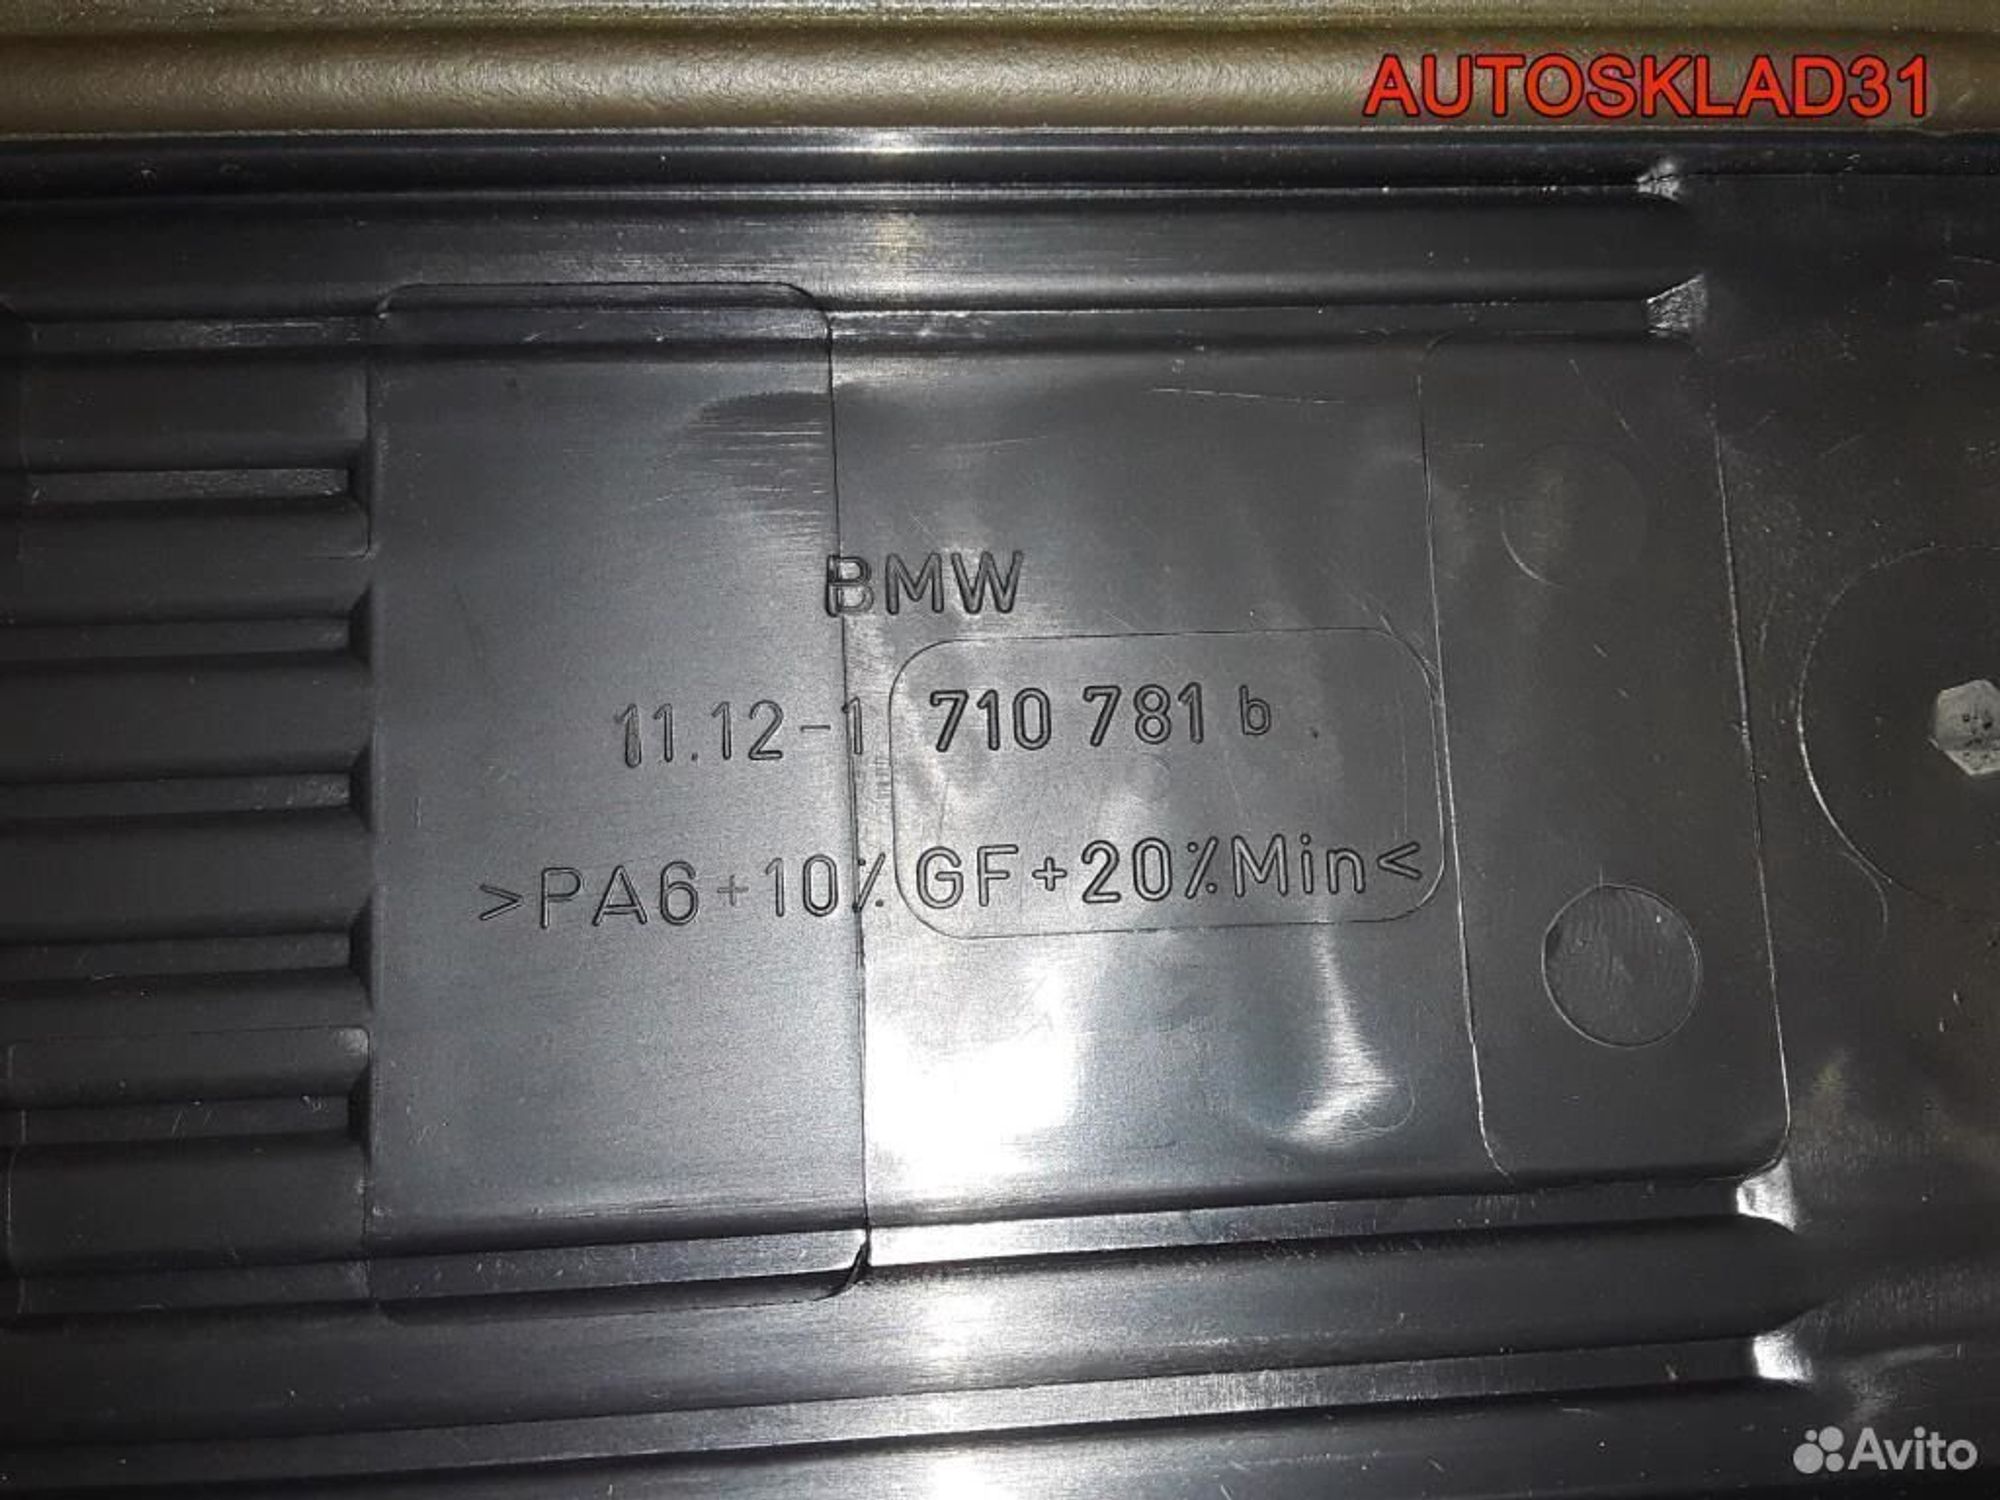 AUTOSKLAD31
BMW
11.12-1 710 781 b
>PA6+10%GF+20%Min<
Avito